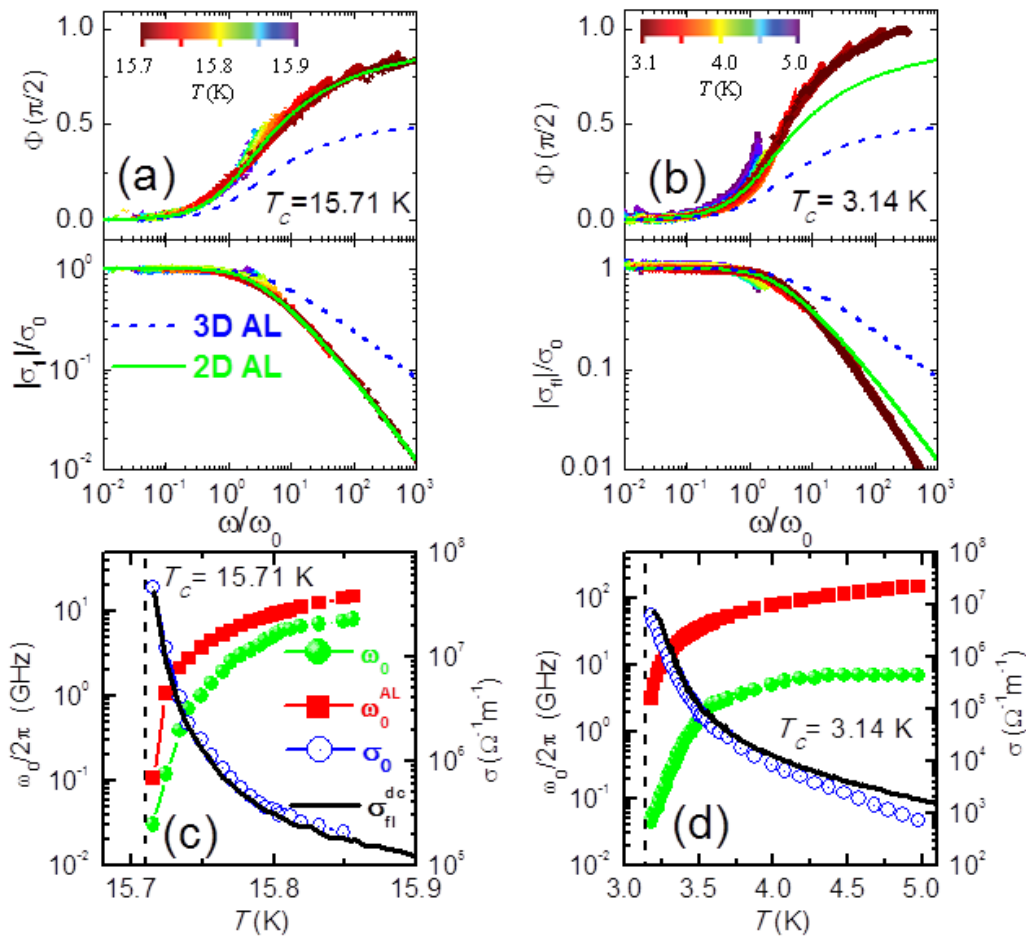 1.0
0.5
0.0
Φ (π/2)
15.7 15.8 15.9
T (K)
(a)
T_c=15.71 K
10^0
10^-1
10^-2
|σ_fl|/σ_0
3D AL
2D AL
10^-2 10^-1 10^0 10^1 10^2 10^3
ω/ω_0
1.0
0.5
0.0
Φ (π/2)
3.1 4.0 5.0
T (K)
(b)
T_c=3.14 K
1
0.1
0.01
|σ_fl|/σ_0
10^-2 10^-1 10^0 10^1 10^2 10^3
ω/ω_0
10^1
10^0
10^-1
10^-2
ω_0/2π (GHz)
T_c= 15.71 K
ω_0
ω_0^AL
σ_0
σ_fl^dc
(c)
10^8
10^7
10^6
10^5
σ (Ω^-1m^-1)
15.7 15.8 15.9
T (K)
10^2
10^1
10^0
10^-1
10^-2
ω_0/2π (GHz)
T_c= 3.14 K
(d)
10^8
10^7
10^6
10^5
10^4
10^3
10^2
σ (Ω^-1m^-1)
3.0 3.5 4.0 4.5 5.0
T (K)